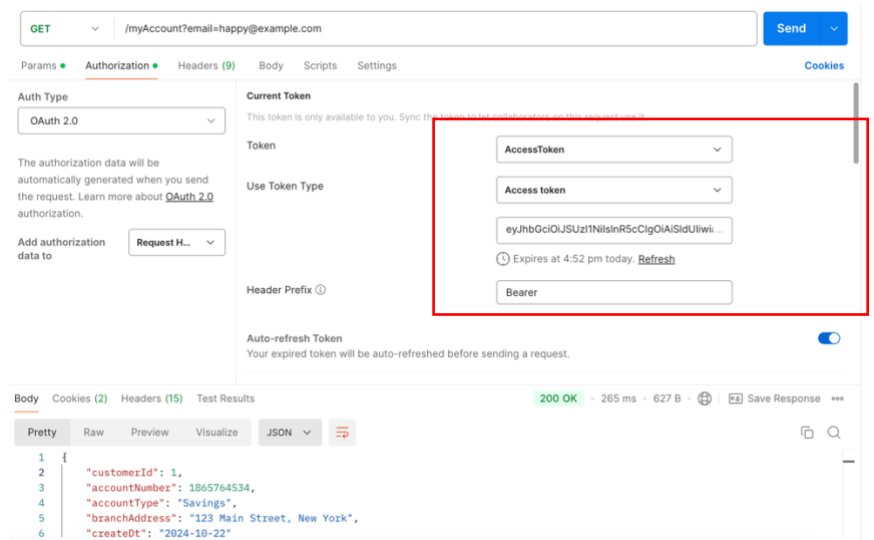 GET /myAccount?email=happy@example.com Send
Params Authorization Headers (9) Body Scripts Settings Cookies
Auth Type
OAuth 2.0
The authorization data will be
automatically generated when you send
the request. Learn more about OAuth 2.0
authorization.
Add authorization
data to
Request H...
Current Token
This token is only available to you. Sync the token to let collaborators on this request use it.
Token AccessToken
Use Token Type Access token
Expires at 4:52 pm today. Refresh
Header Prefix Bearer
Auto-refresh Token
Your expired token will be auto-refreshed before sending a request.
Body Cookies (2) Headers (15) Test Results 200 OK 265 ms 627 B Save Response
Pretty Raw Preview Visualize JSON
1 {
2 "customerId": 1,
3 "accountNumber": 1865764534,
4 "accountType": "Savings",
5 "branchAddress": "123 Main Street, New York",
6 "createDt": "2024-10-22"